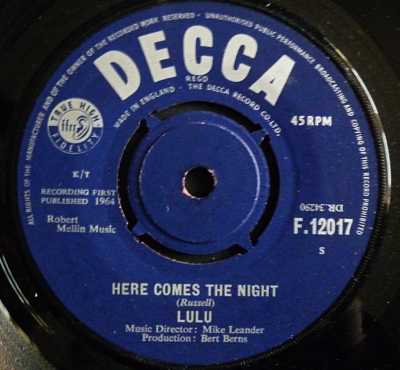 ALL RIGHTS OF THE MANUFACTURER AND OF THE OWNER OF THE RECORDED WORK RESERVED
UNAUTHORISED PUBLIC PERFORMANCE BROADCASTING AND COPYING OF THIS RECORD PROHIBITED
DECCA
REGD
MADE IN ENGLAND · THE DECCA RECORD CO. LTD.
TRUE HIGH
ffrr
FIDELITY
45 RPM
K/T
RECORDING FIRST
PUBLISHED 1964
Robert
Mellin Music
DR.34290
F.12017
S
HERE COMES THE NIGHT
(Russell)
LULU
Music Director: Mike Leander
Production: Bert Berns